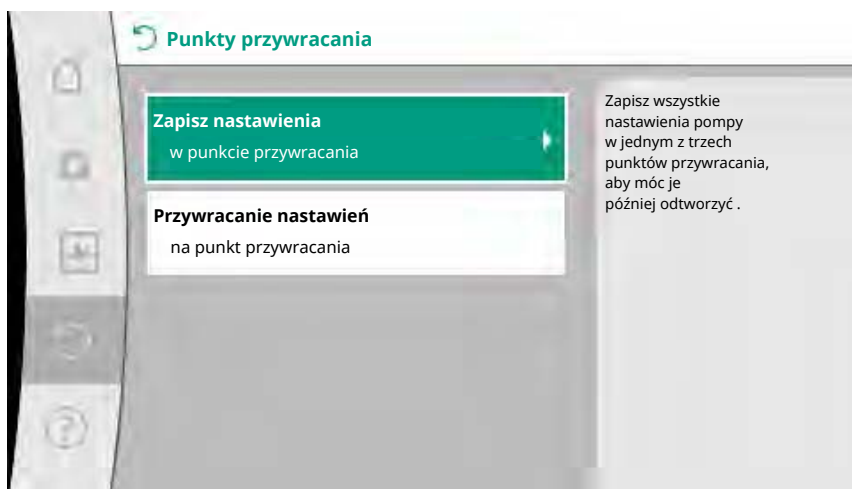 Punkty przywracania
Zapisz nastawienia
w punkcie przywracania
Przywracanie nastawień
na punkt przywracania
Zapisz wszystkie
nastawienia pompy
w jednym z trzech
punktów przywracania,
aby móc je
później odtworzyć .